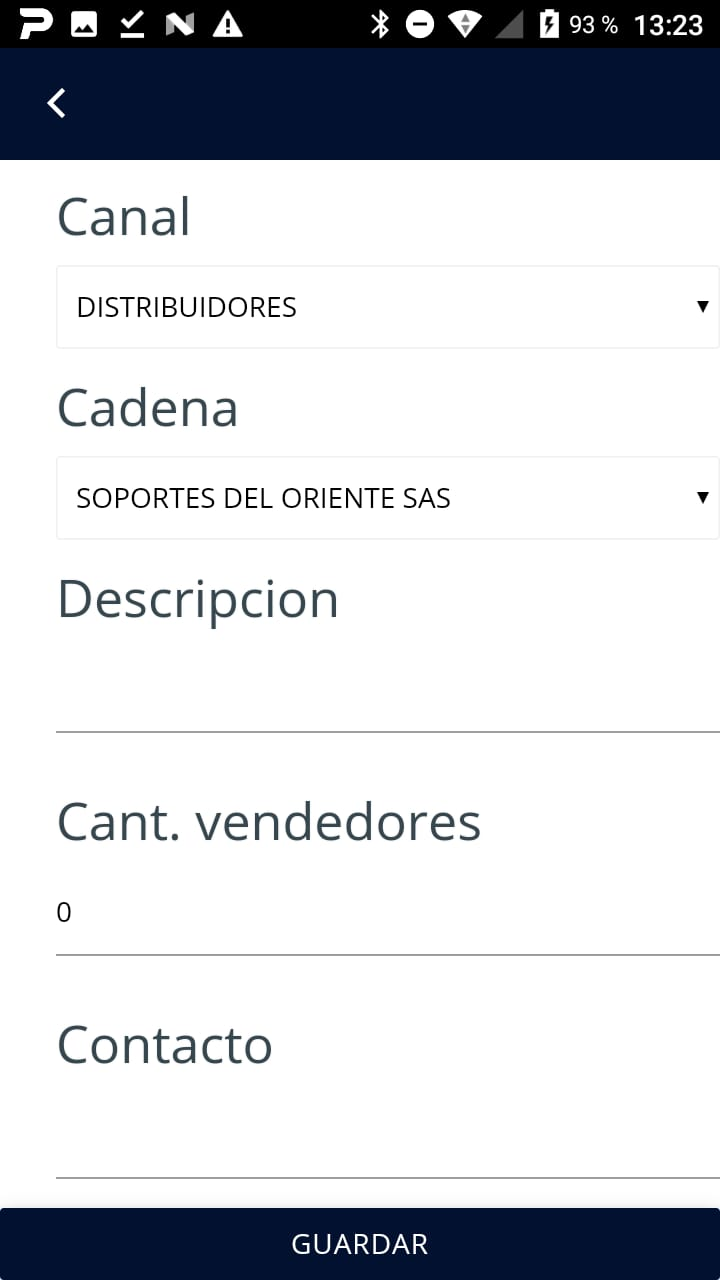 93 % 13:23
Canal
DISTRIBUIDORES
Cadena
SOPORTES DEL ORIENTE SAS
Descripcion
Cant. vendedores
0
Contacto
GUARDAR